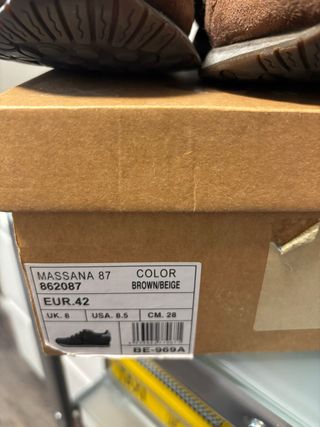 MASSANA 87 COLOR
862087 BROWN/BEIGE
EUR.42
UK. 8 USA. 8.5 CM. 28
BE-969A